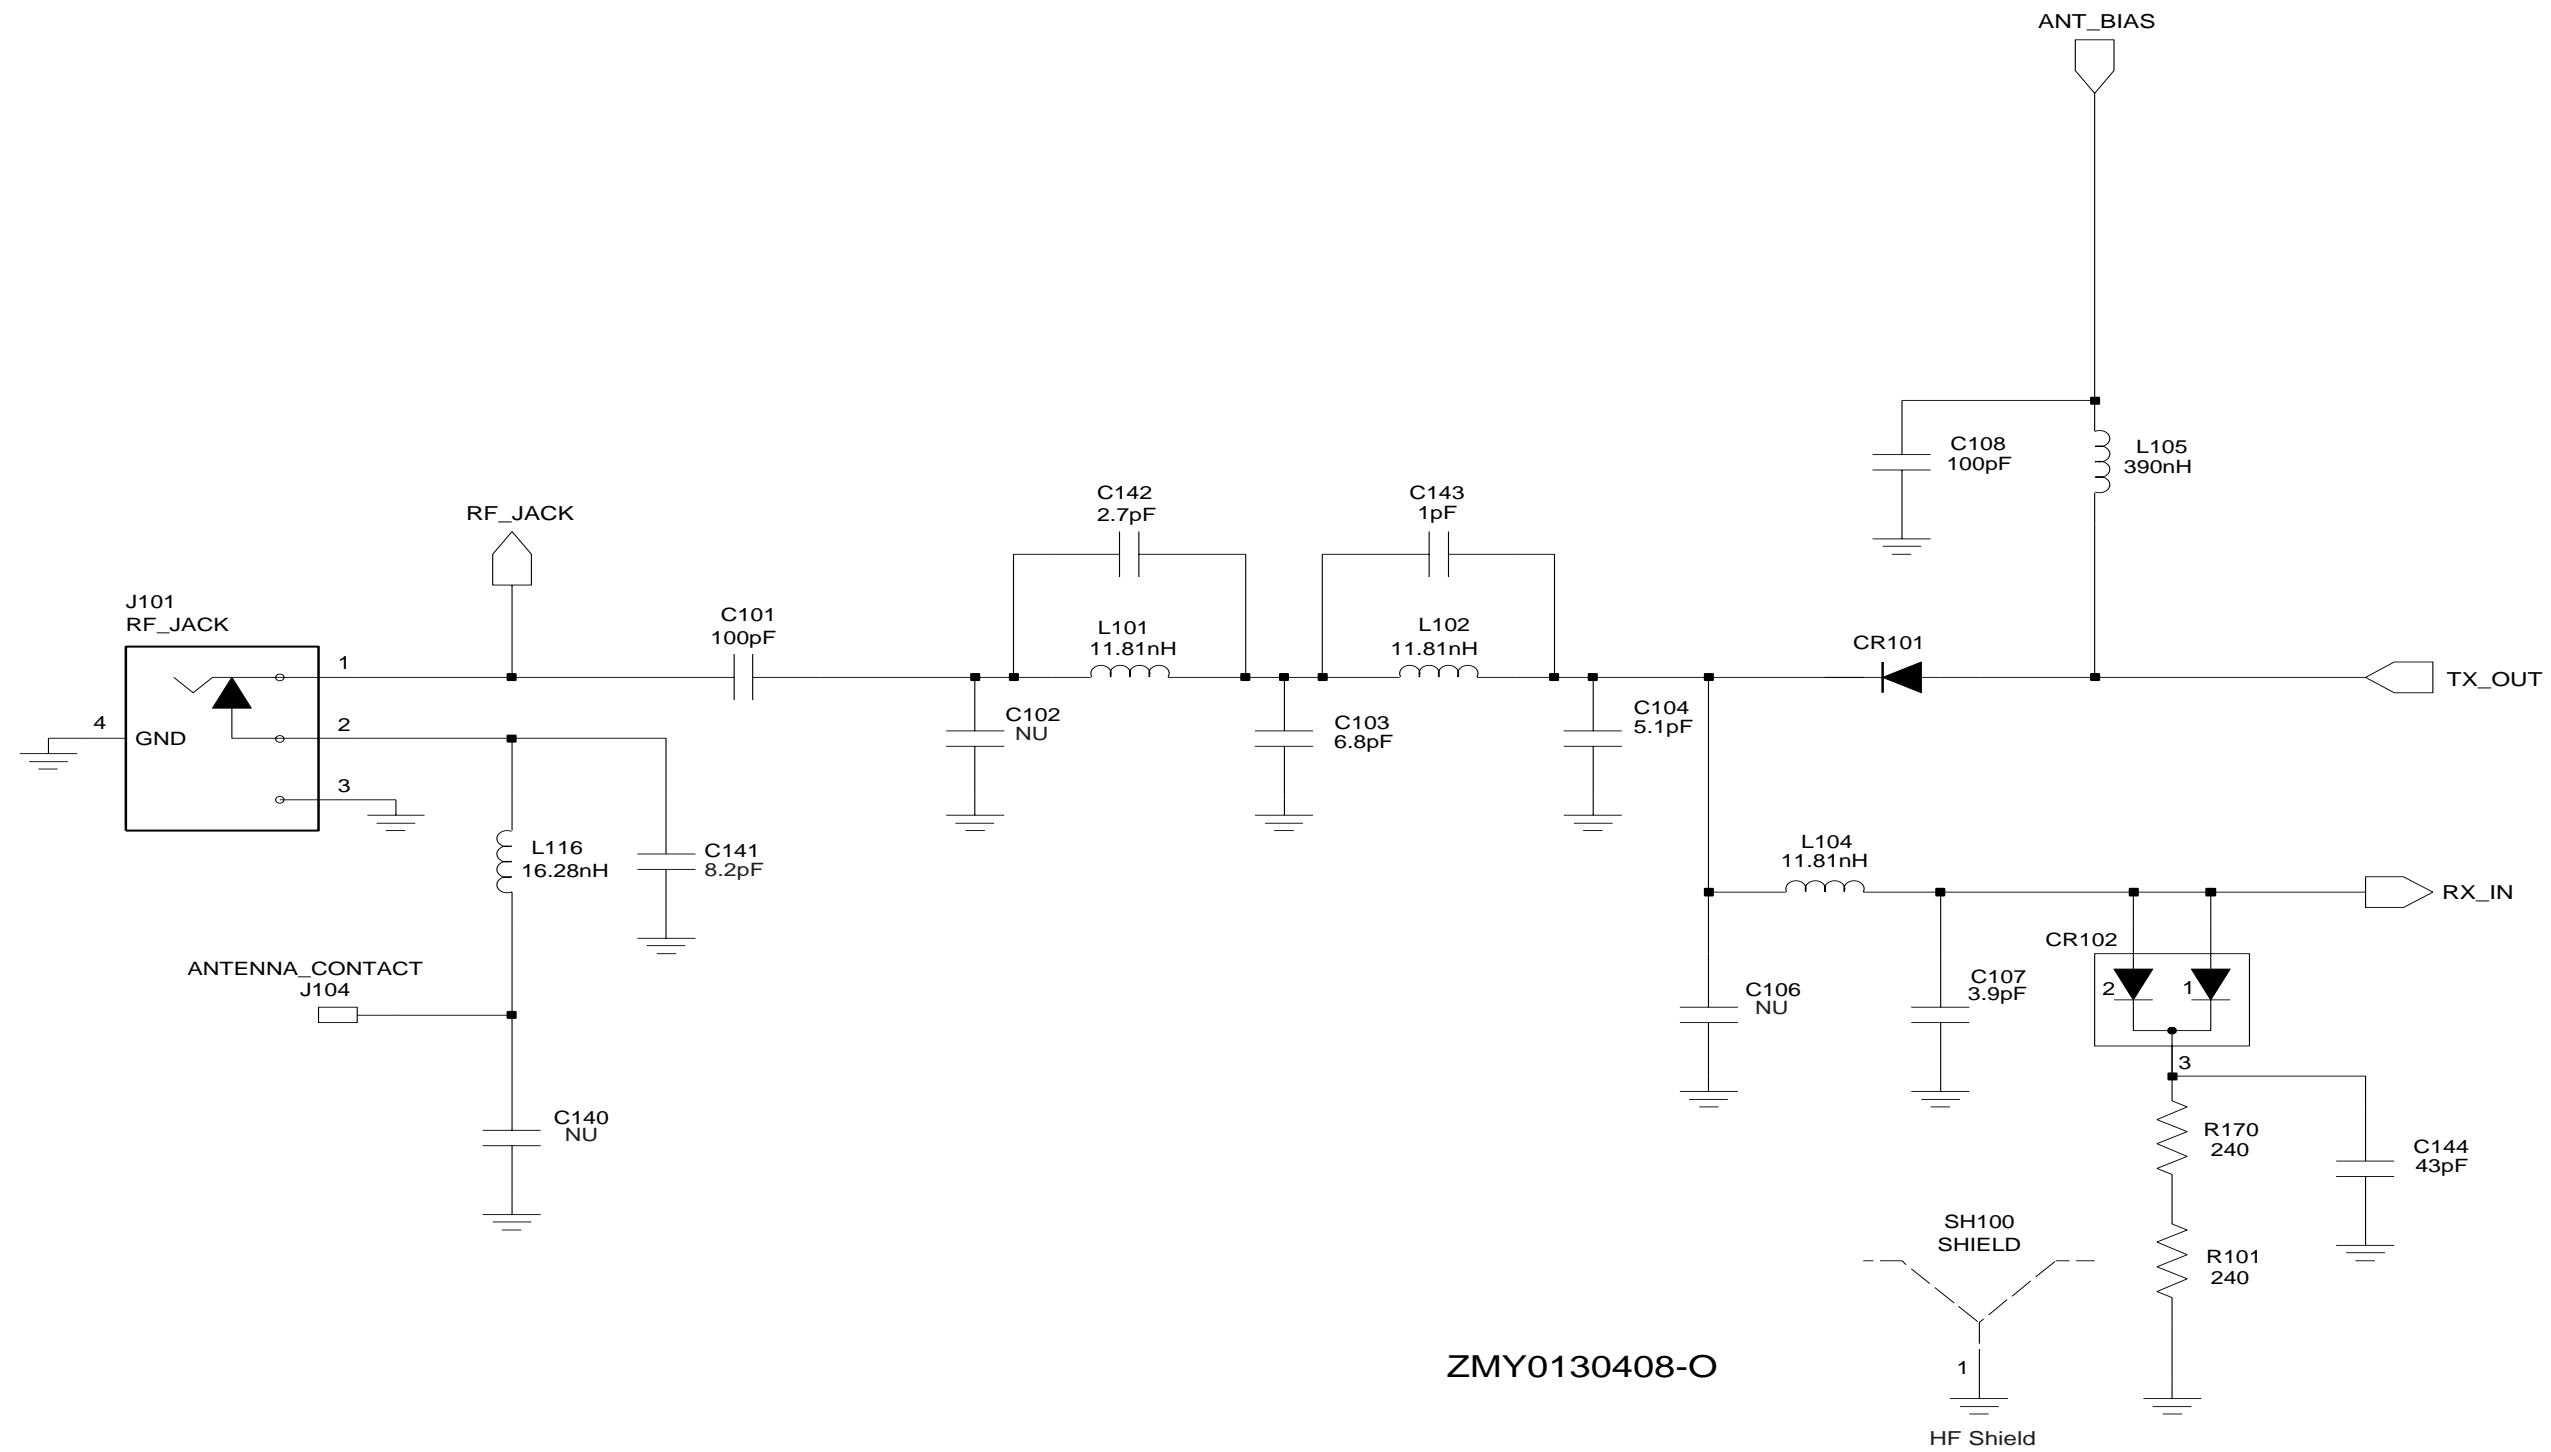 ANT_BIAS
C108
100pF
L105
390nH
RF_JACK
C142
2.7pF
C143
1pF
J101
RF_JACK
C101
100pF
L101
11.81nH
L102
11.81nH
CR101
TX_OUT
1
4
GND
2
3
C102
NU
C103
6.8pF
C104
5.1pF
L116
16.28nH
C141
8.2pF
L104
11.81nH
RX_IN
CR102
ANTENNA_CONTACT
J104
C106
NU
C107
3.9pF
2
1
3
C140
NU
R170
240
C144
43pF
SH100
SHIELD
R101
240
ZMY0130408-O
1
HF Shield